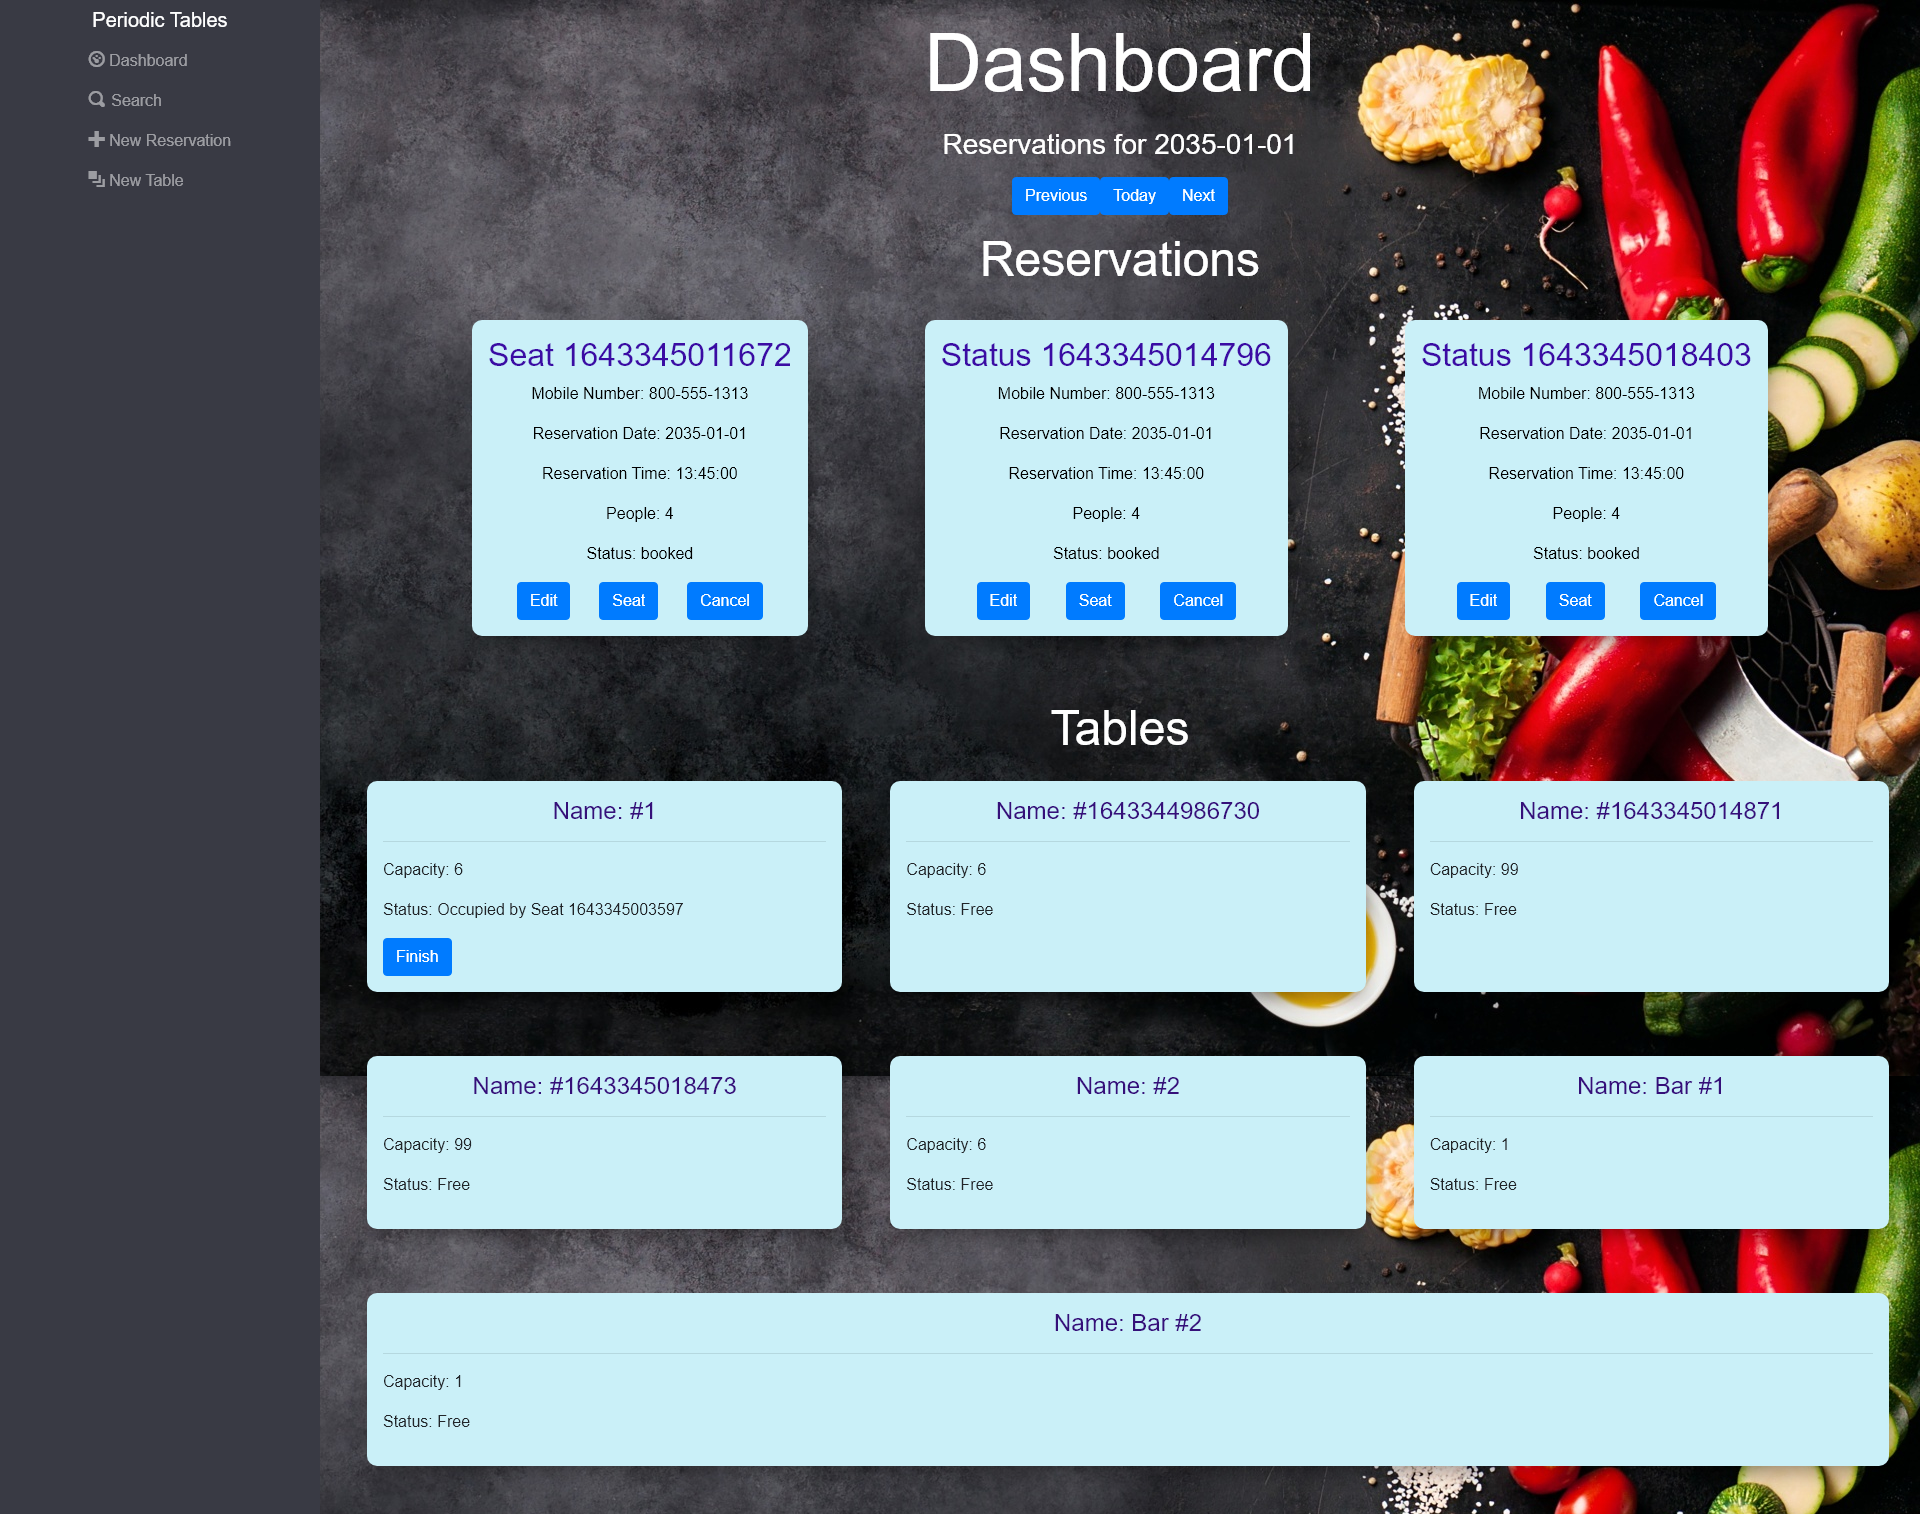 Periodic Tables
Dashboard
Search
New Reservation
New Table
Dashboard
Reservations for 2035-01-01
Previous Today Next
Reservations
Seat 1643345011672
Mobile Number: 800-555-1313
Reservation Date: 2035-01-01
Reservation Time: 13:45:00
People: 4
Status: booked
Edit Seat Cancel
Status 1643345014796
Mobile Number: 800-555-1313
Reservation Date: 2035-01-01
Reservation Time: 13:45:00
People: 4
Status: booked
Edit Seat Cancel
Status 1643345018403
Mobile Number: 800-555-1313
Reservation Date: 2035-01-01
Reservation Time: 13:45:00
People: 4
Status: booked
Edit Seat Cancel
Tables
Name: #1
Capacity: 6
Status: Occupied by Seat 1643345003597
Finish
Name: #1643344986730
Capacity: 6
Status: Free
Name: #1643345014871
Capacity: 99
Status: Free
Name: #1643345018473
Capacity: 99
Status: Free
Name: #2
Capacity: 6
Status: Free
Name: Bar #1
Capacity: 1
Status: Free
Name: Bar #2
Capacity: 1
Status: Free